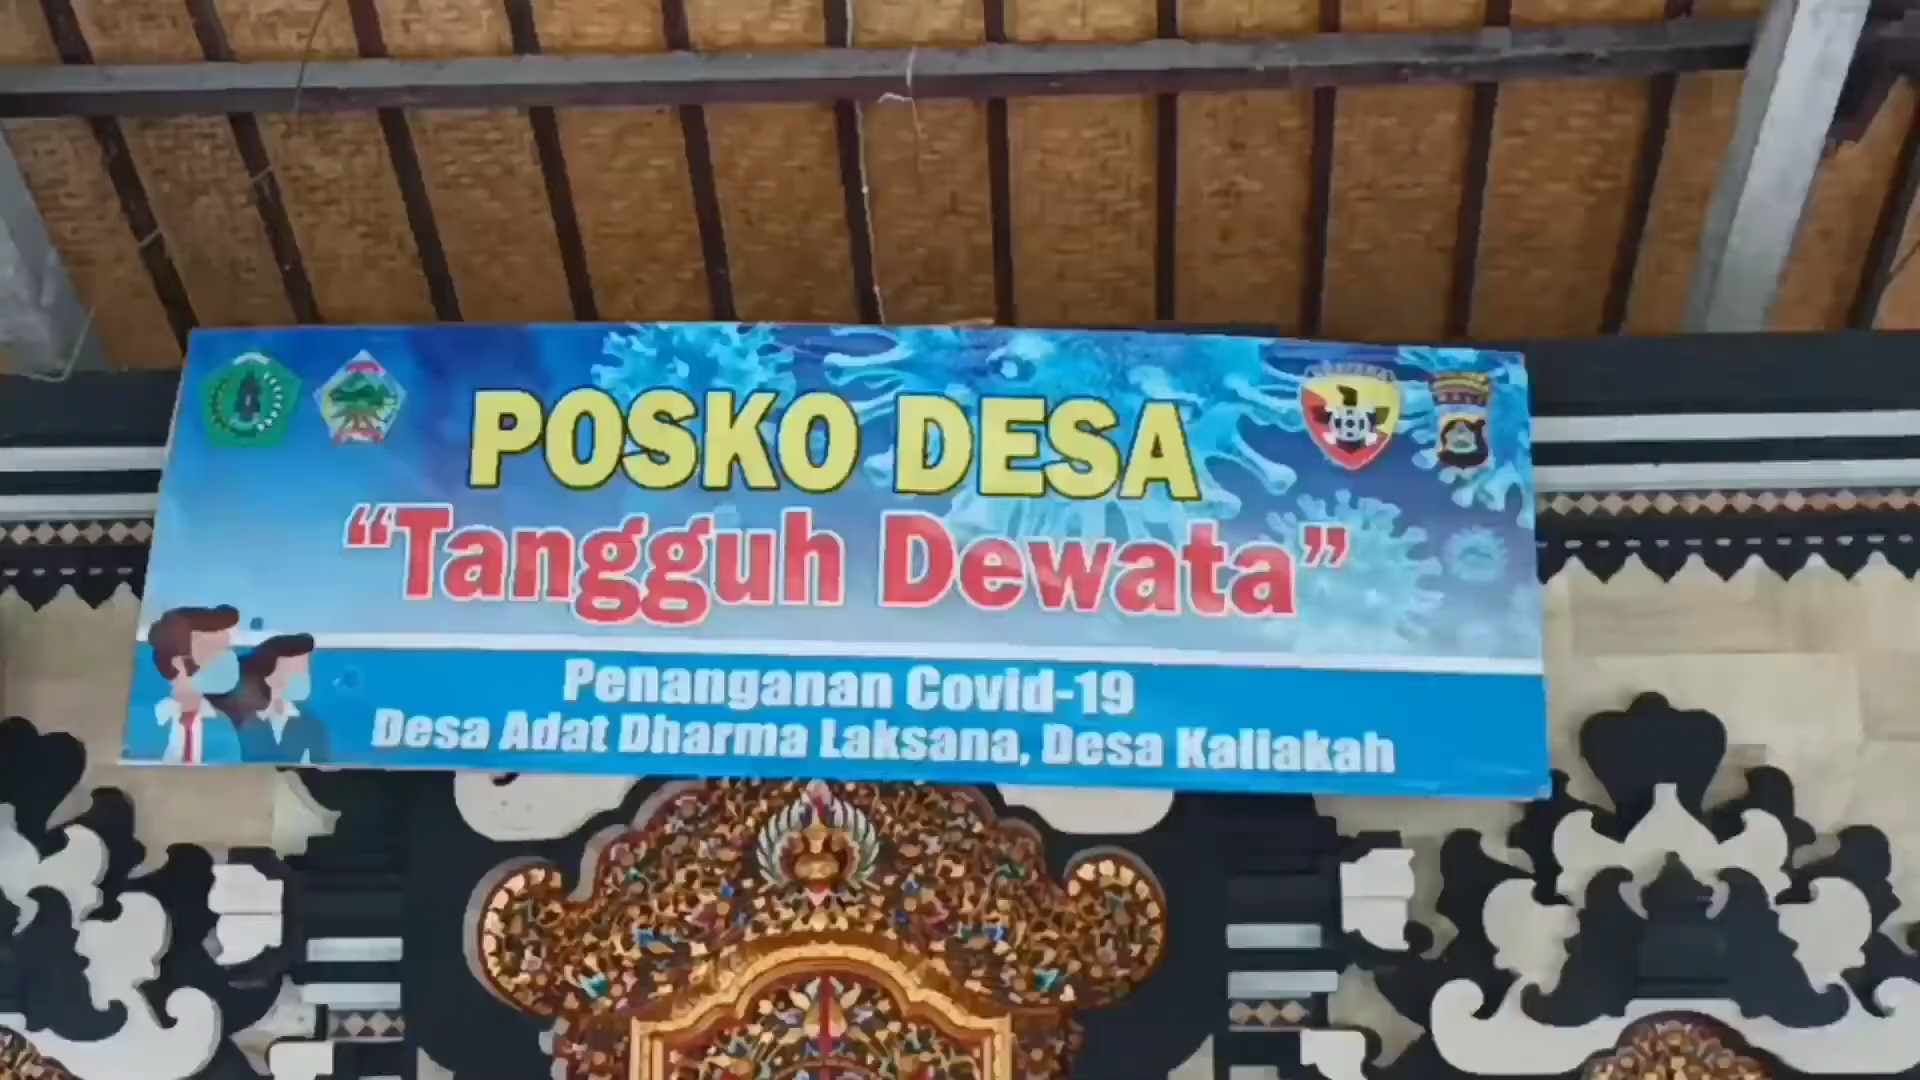 POSKO DESA
“Tangguh Dewata”
Penanganan Covid-19
Desa Adat Dharma Laksana, Desa Kaliakah